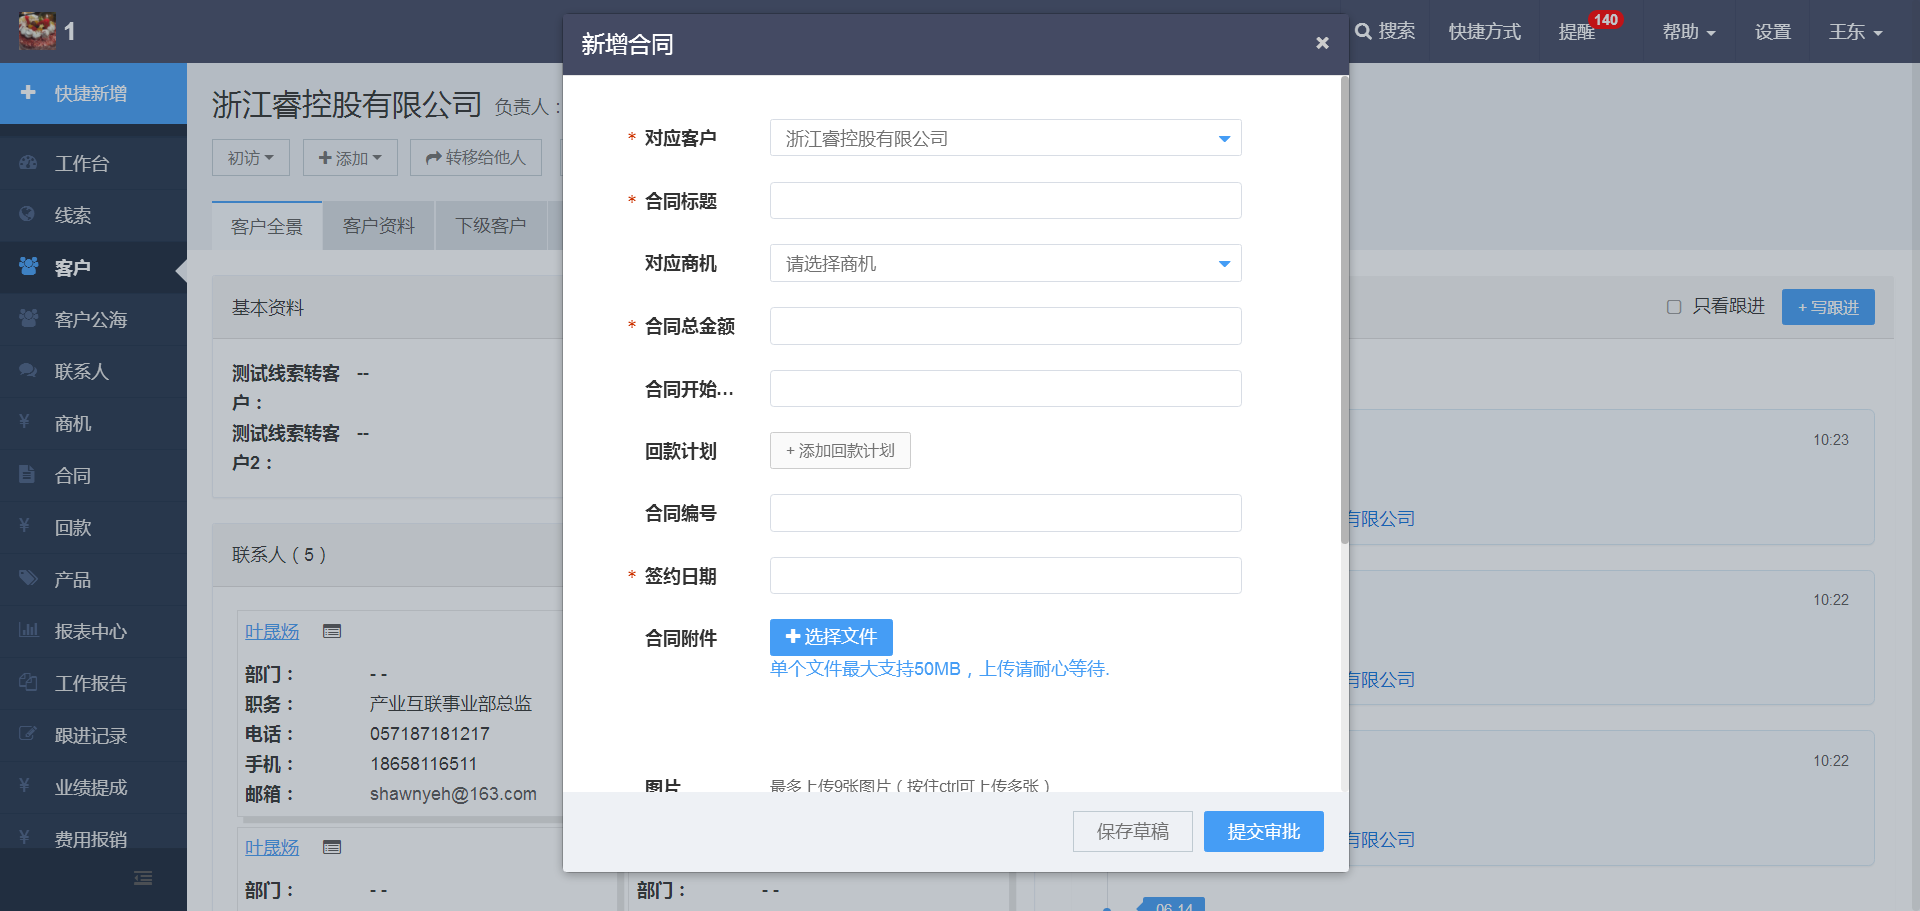 1
搜索
快捷方式
提醒
140
帮助
设置
王东
快捷新增
工作台
线索
客户
客户公海
联系人
商机
合同
回款
产品
报表中心
工作报告
跟进记录
业绩提成
费用报销
浙江睿控股有限公司 负责人：
初访
添加
转移给他人
客户全景
客户资料
下级客户
基本资料
测试线索转客户： --
测试线索转客户2： --
联系人（5）
叶晟炀
部门： - -
职务： 产业互联事业部总监
电话： 057187181217
手机： 18658116511
邮箱： shawnyeh@163.com
叶晟炀
部门： - -
部门： - -
新增合同
×
* 对应客户 浙江睿控股有限公司
* 合同标题
对应商机 请选择商机
* 合同总金额
合同开始...
回款计划 + 添加回款计划
合同编号
* 签约日期
合同附件 选择文件
单个文件最大支持50MB，上传请耐心等待.
图片 最多上传9张图片（按住ctrl可上传多张）
保存草稿
提交审批
只看跟进
+ 写跟进
10:23
有限公司
10:22
有限公司
10:22
有限公司
06-14